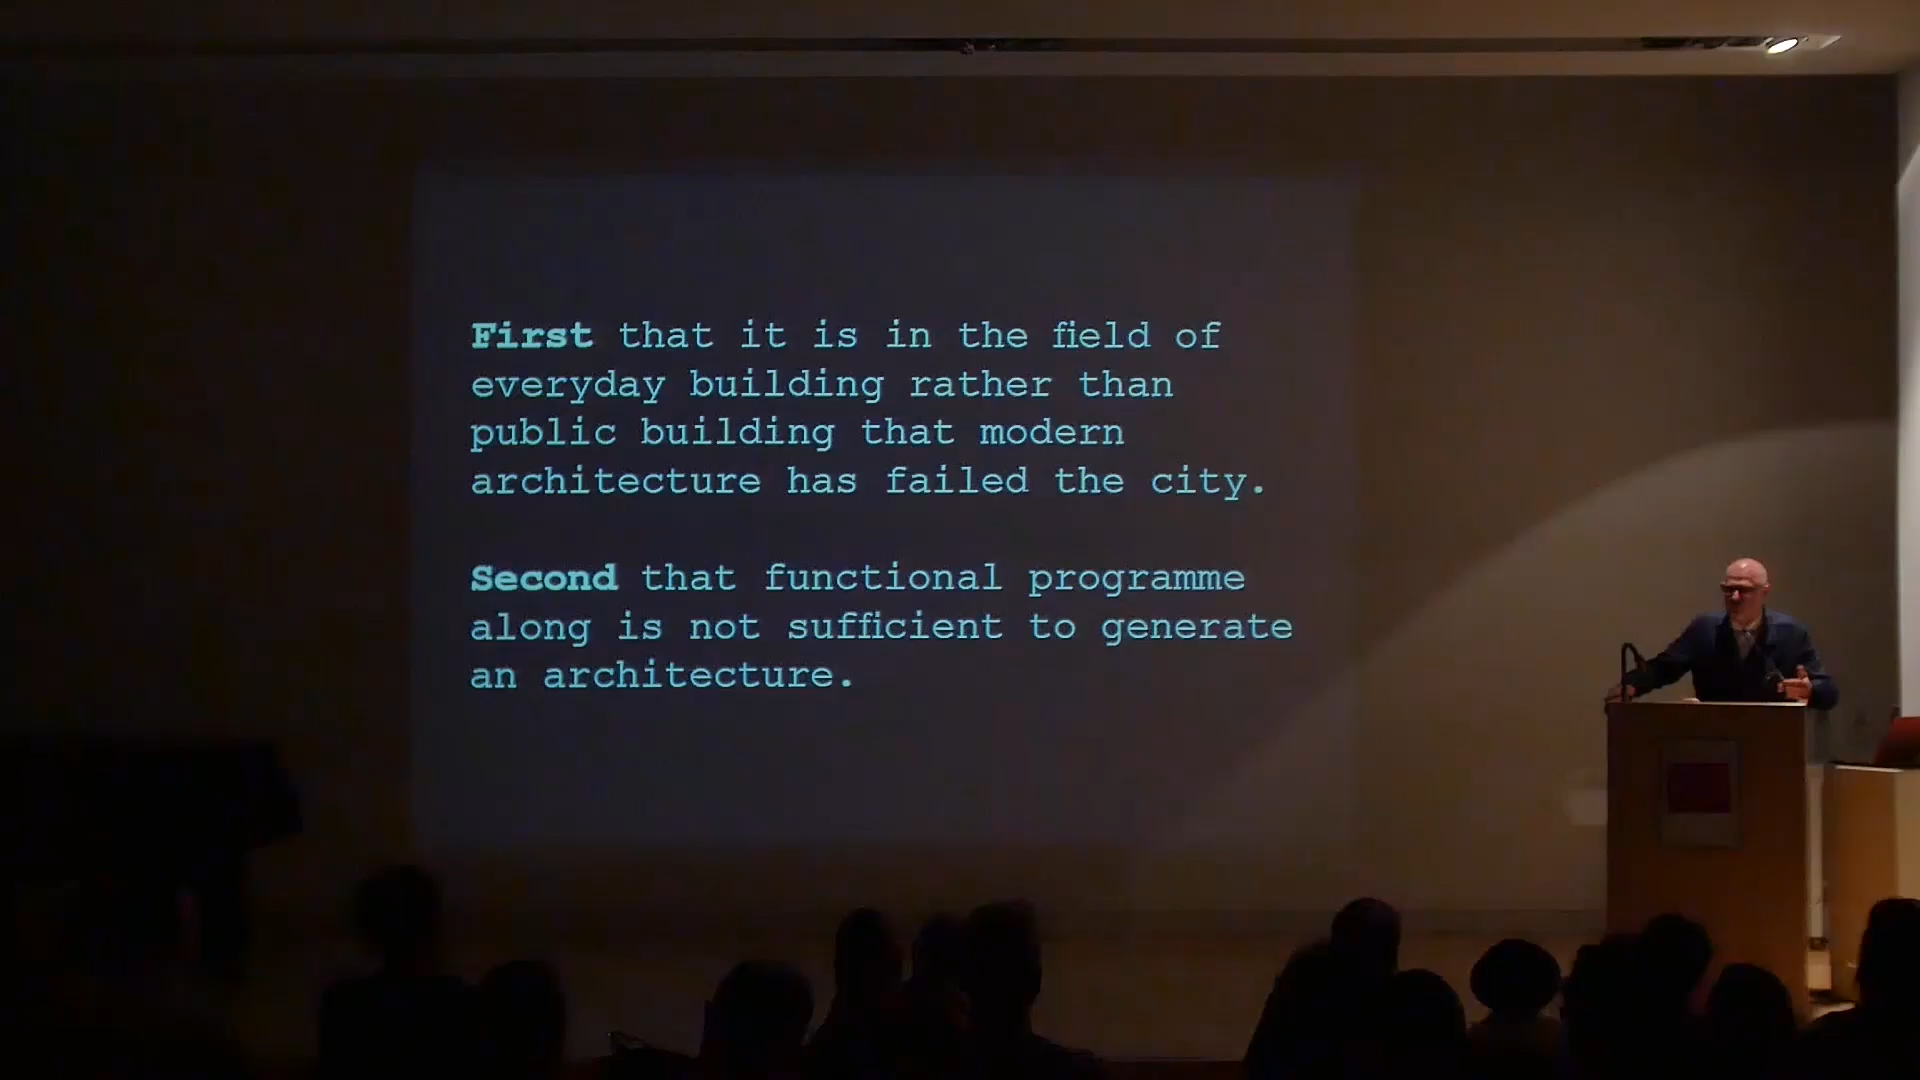 First that it is in the field of
everyday building rather than
public building that modern
architecture has failed the city.
Second that functional programme
along is not sufficient to generate
an architecture.